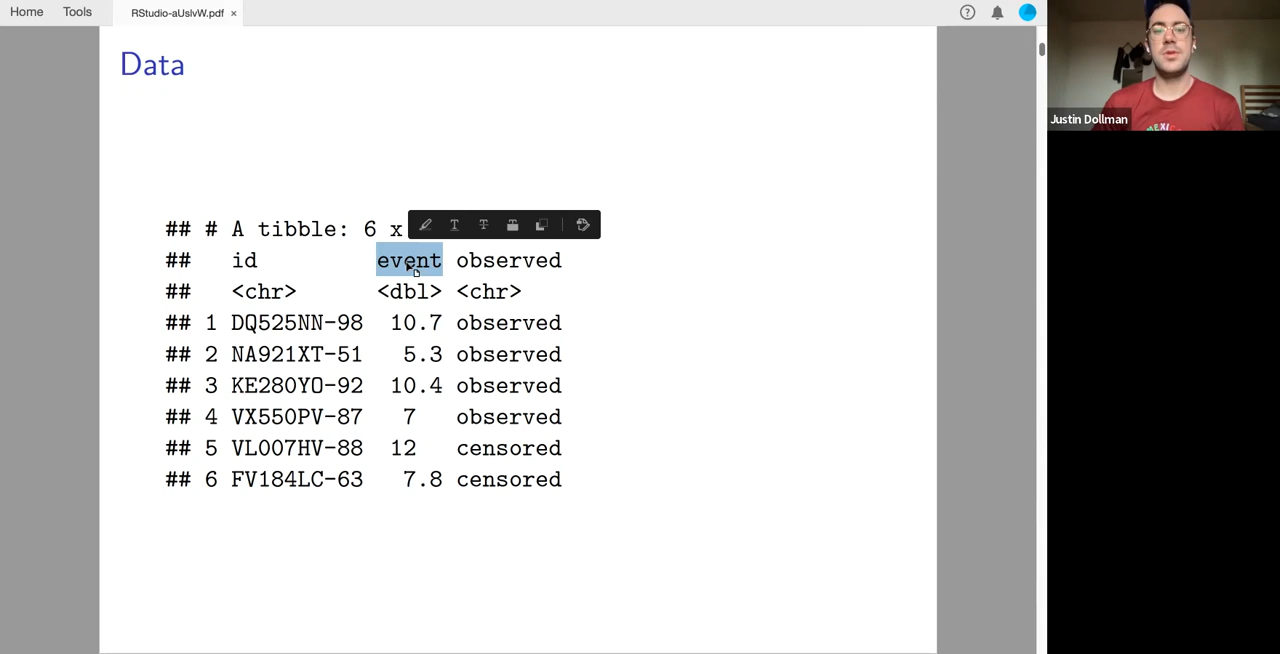 Home Tools RStudio-aUslvW.pdf ×
Data
## # A tibble: 6 x
## id event observed
## <chr> <dbl> <chr>
## 1 DQ525NN-98 10.7 observed
## 2 NA921XT-51 5.3 observed
## 3 KE280YO-92 10.4 observed
## 4 VX550PV-87 7 observed
## 5 VL007HV-88 12 censored
## 6 FV184LC-63 7.8 censored
Justin Dollman
MEXIC